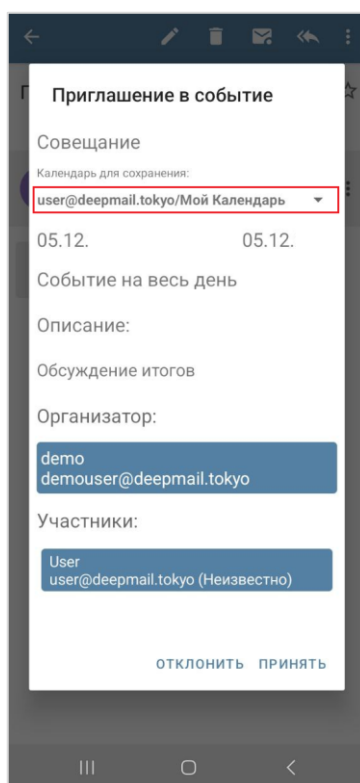 Приглашение в событие
Совещание
Календарь для сохранения:
user@deepmail.tokyo/Мой Календарь
05.12. 05.12.
Событие на весь день
Описание:
Обсуждение итогов
Организатор:
demo
demouser@deepmail.tokyo
Участники:
User
user@deepmail.tokyo (Неизвестно)
ОТКЛОНИТЬ ПРИНЯТЬ